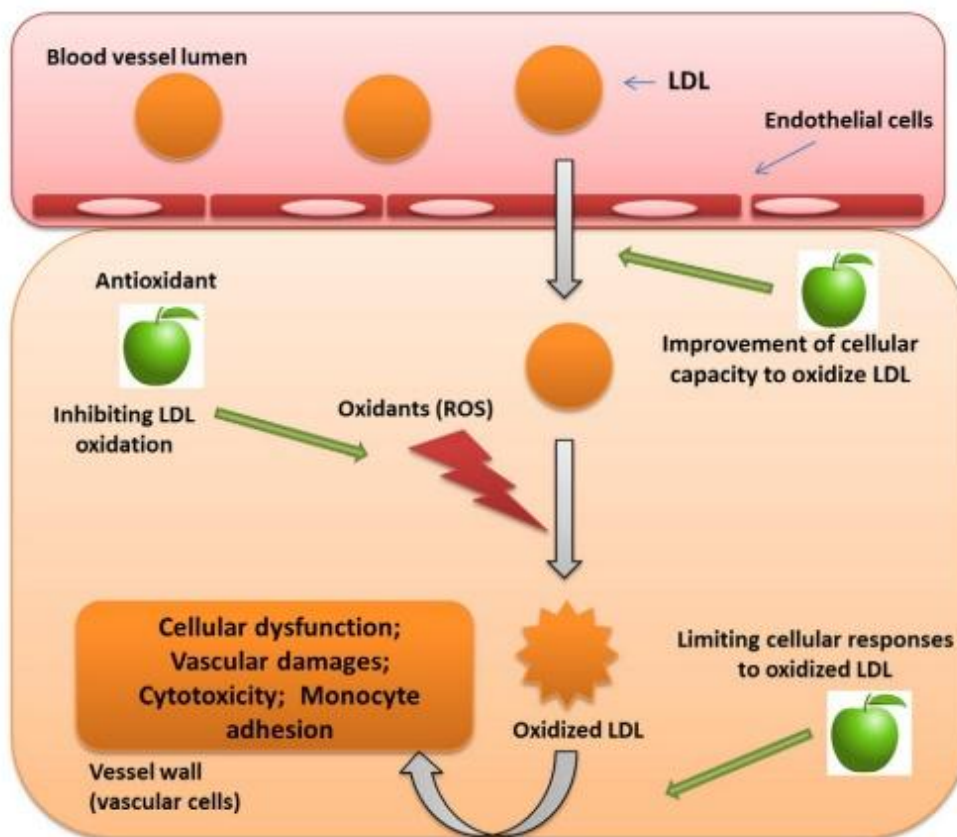 Blood vessel lumen
LDL
Endothelial cells
Antioxidant
Improvement of cellular
capacity to oxidize LDL
Inhibiting LDL
oxidation
Oxidants (ROS)
Cellular dysfunction;
Vascular damages;
Cytotoxicity; Monocyte
adhesion
Limiting cellular responses
to oxidized LDL
Oxidized LDL
Vessel wall
(vascular cells)